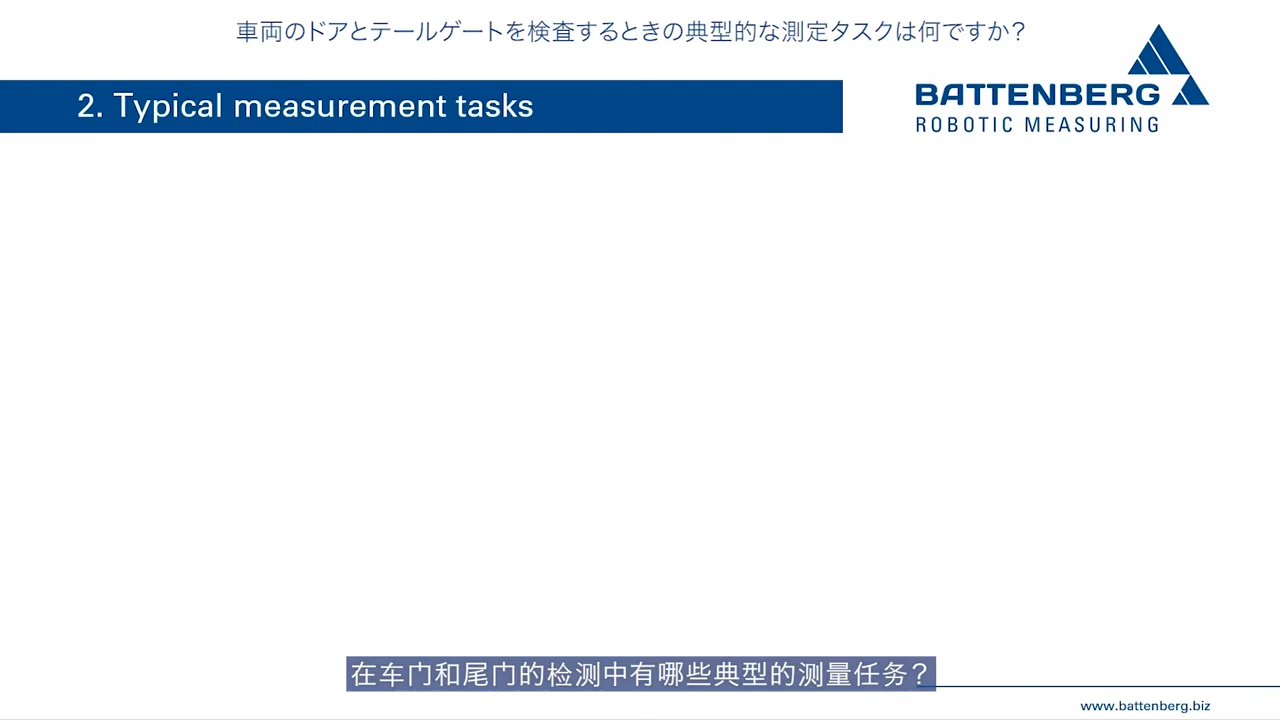 車両のドアとテールゲートを検査するときの典型的な測定タスクは何ですか?
2. Typical measurement tasks
BATTENBERG
ROBOTIC MEASURING
在车门和尾门的检测中有哪些典型的测量任务？
www.battenberg.biz